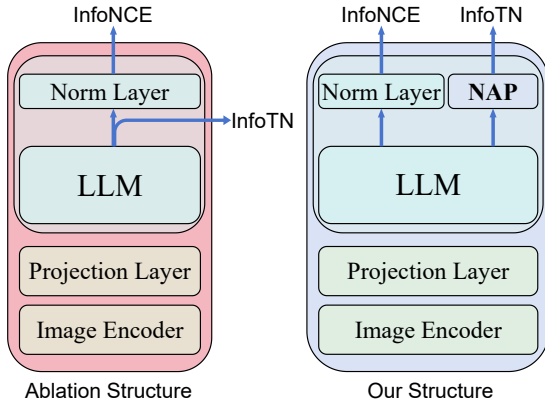 InfoNCE
Norm Layer
InfoTN
LLM
Projection Layer
Image Encoder
Ablation Structure
InfoNCE
InfoTN
Norm Layer
NAP
LLM
Projection Layer
Image Encoder
Our Structure